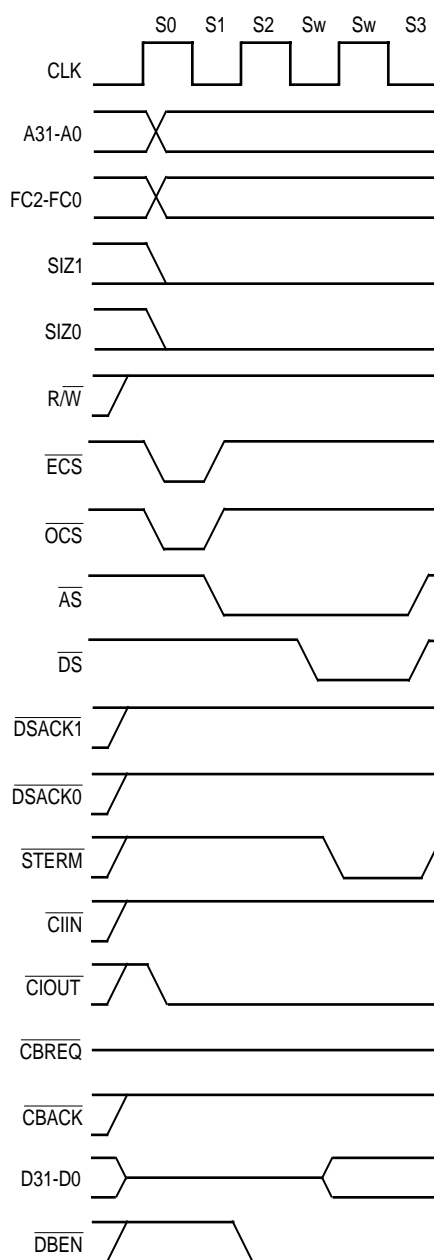 S0 S1 S2 Sw Sw S3
CLK
A31-A0
FC2-FC0
SIZ1
SIZ0
R/W
ECS
OCS
AS
DS
DSACK1
DSACK0
STERM
CIIN
CIOUT
CBREQ
CBACK
D31-D0
DBEN